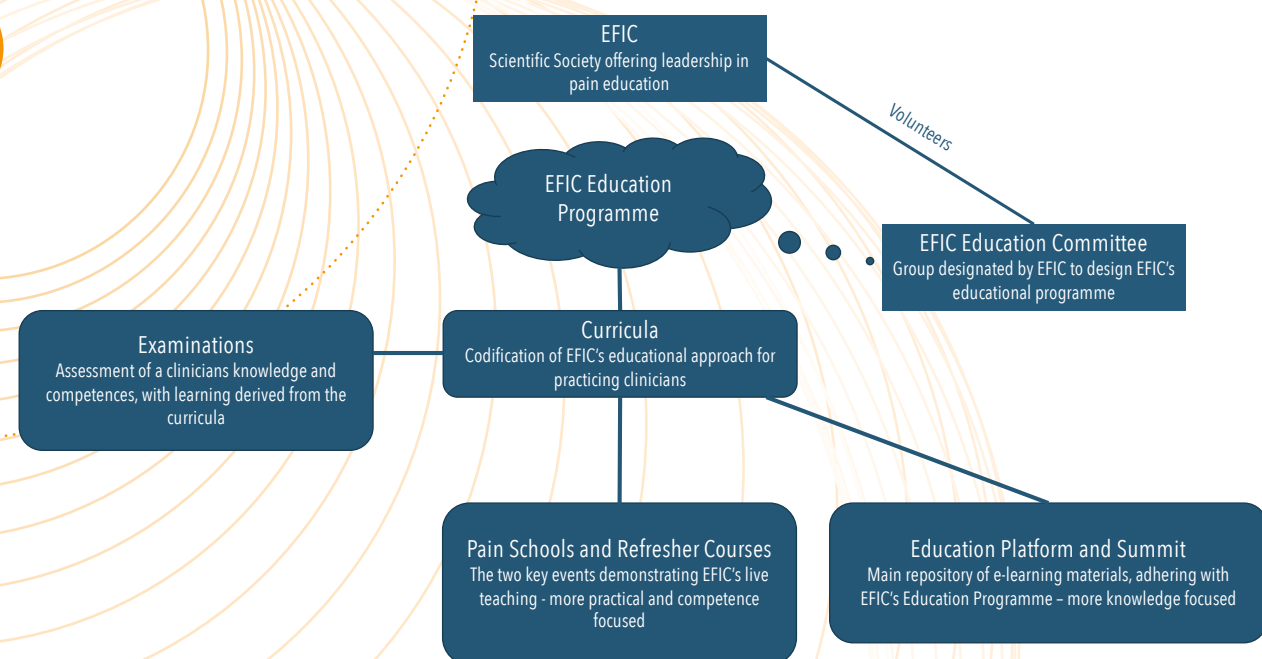 EFIC
Scientific Society offering leadership in
pain education
Volunteers
EFIC Education
Programme
EFIC Education Committee
Group designated by EFIC to design EFIC's
educational programme
Examinations
Assessment of a clinicians knowledge and
competences, with learning derived from the
curricula
Curricula
Codification of EFIC's educational approach for
practicing clinicians
Pain Schools and Refresher Courses
The two key events demonstrating EFIC's live
teaching - more practical and competence
focused
Education Platform and Summit
Main repository of e-learning materials, adhering with
EFIC's Education Programme – more knowledge focused